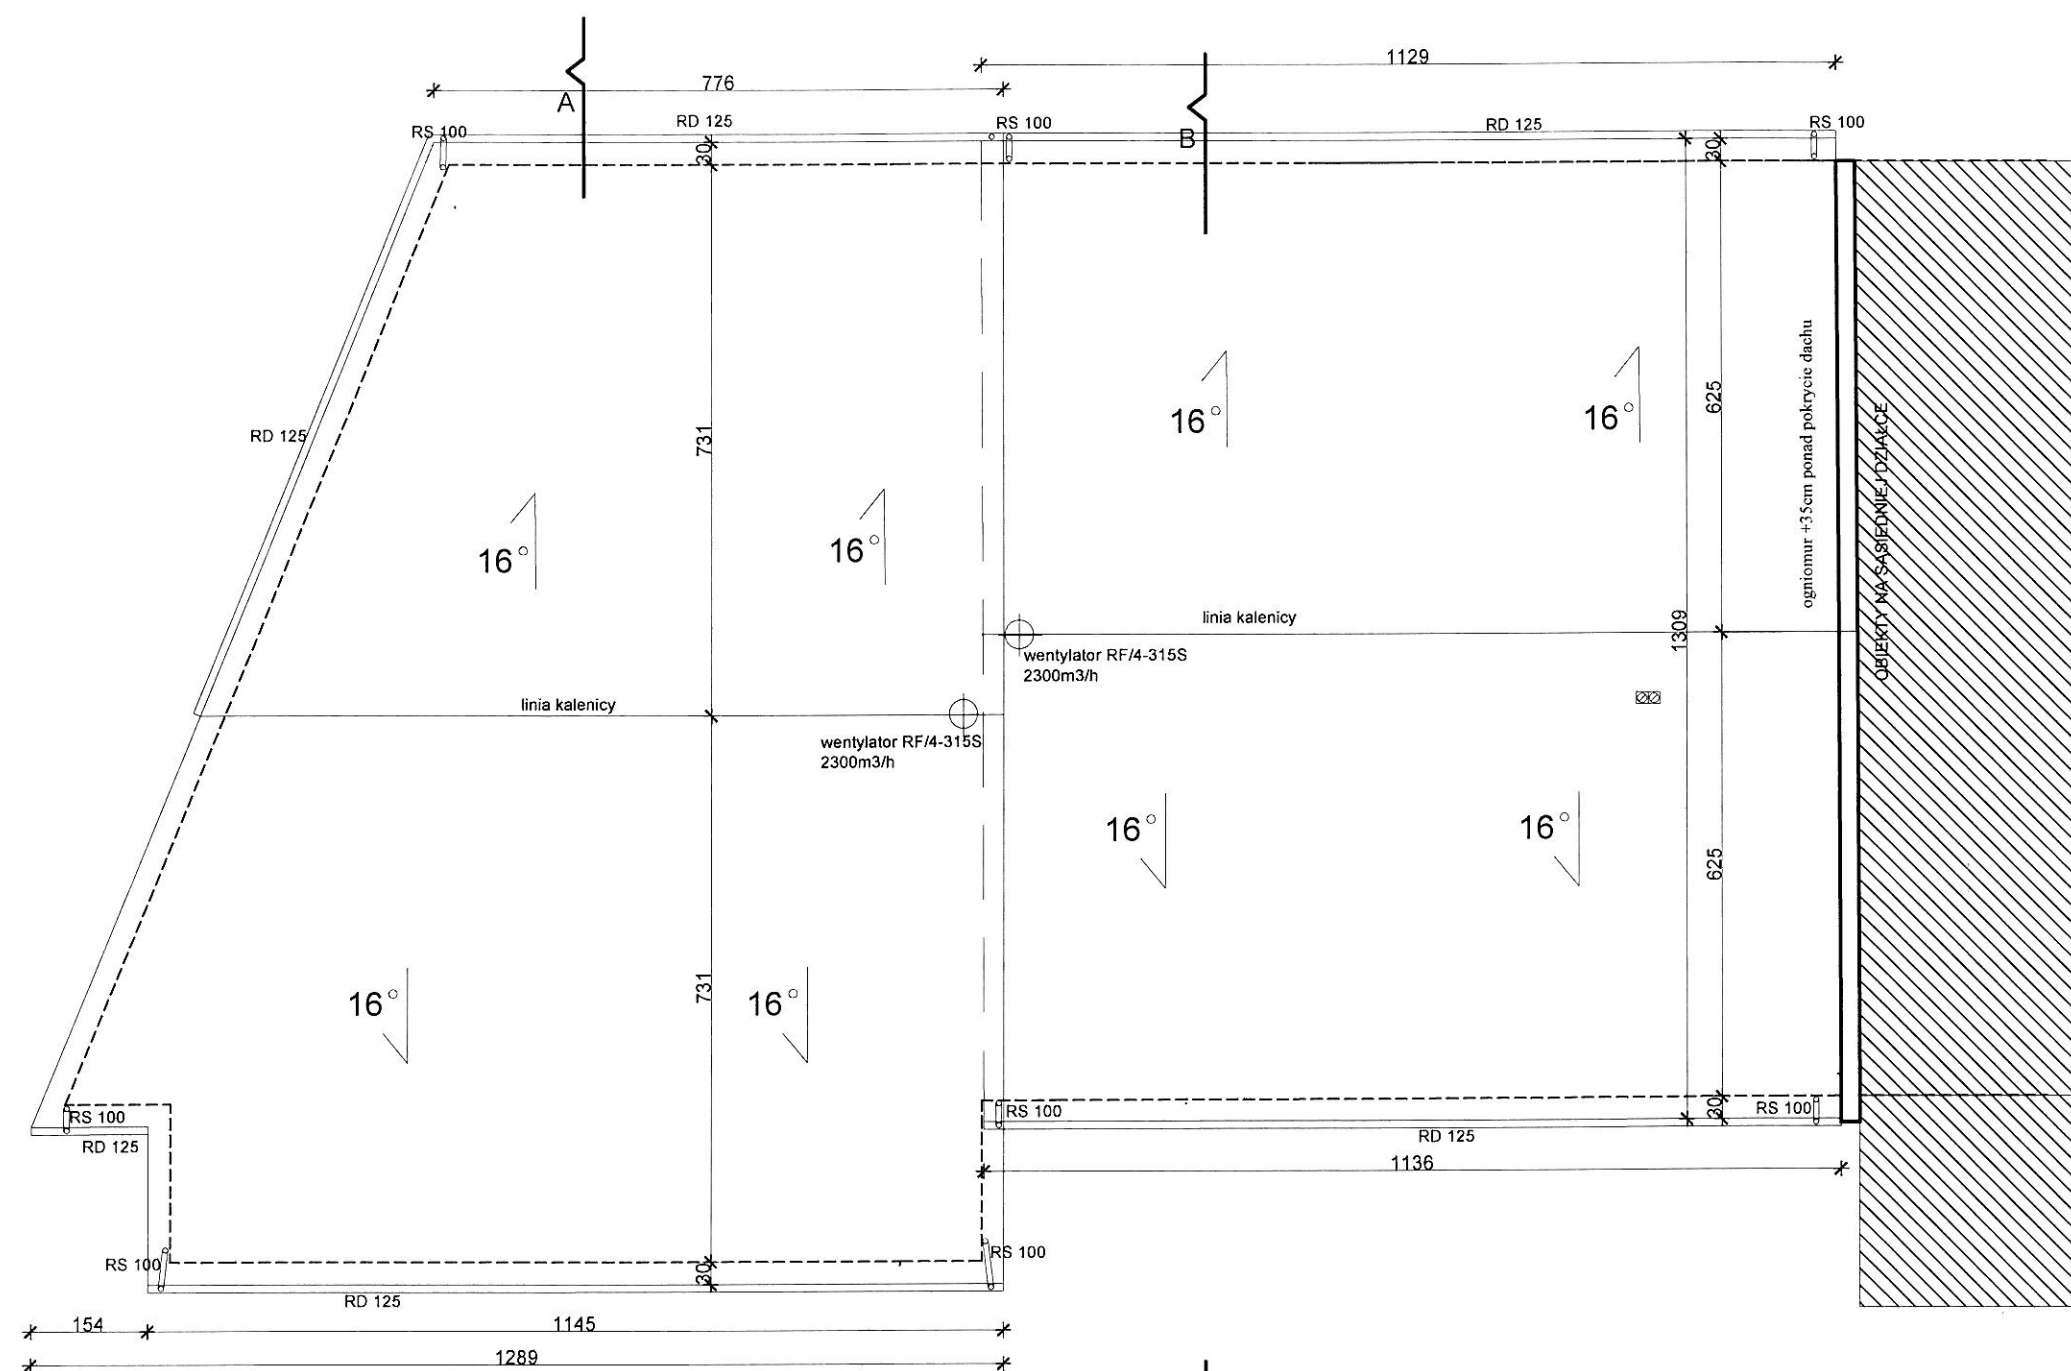 1129
776
A
RS 100
RD 125
RS 100
B
RD 125
RS 100
30
30
RD 125
731
16°
16°
16°
16°
625
ogniomur +35cm ponad pokrycie dachu
OBIEKTY NA SĄSIEDNIEJ DZIAŁCE
linia kalenicy
1309
wentylator RF/4-315S
2300m3/h
linia kalenicy
wentylator RF/4-315S
2300m3/h
16°
16°
625
731
16°
16°
RS 100
RD 125
RS 100
30
RS 100
RD 125
1136
RS 100
RS 100
30
RD 125
154
1145
1289